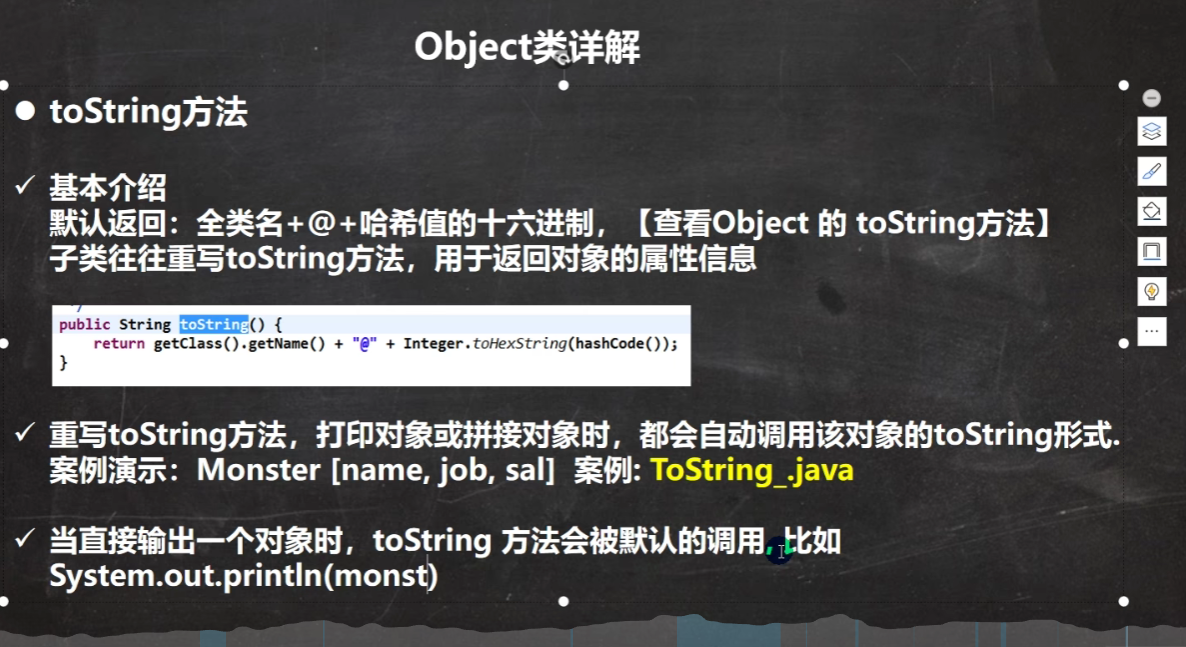 Object类详解
toString方法
基本介绍
默认返回：全类名+@+哈希值的十六进制，【查看Object 的 toString方法】
子类往往重写toString方法，用于返回对象的属性信息
public String toString() {
return getClass().getName() + "@" + Integer.toHexString(hashCode());
}
重写toString方法，打印对象或拼接对象时，都会自动调用该对象的toString形式.
案例演示：Monster [name, job, sal] 案例: ToString_.java
当直接输出一个对象时，toString 方法会被默认的调用, 比如
System.out.println(monst)